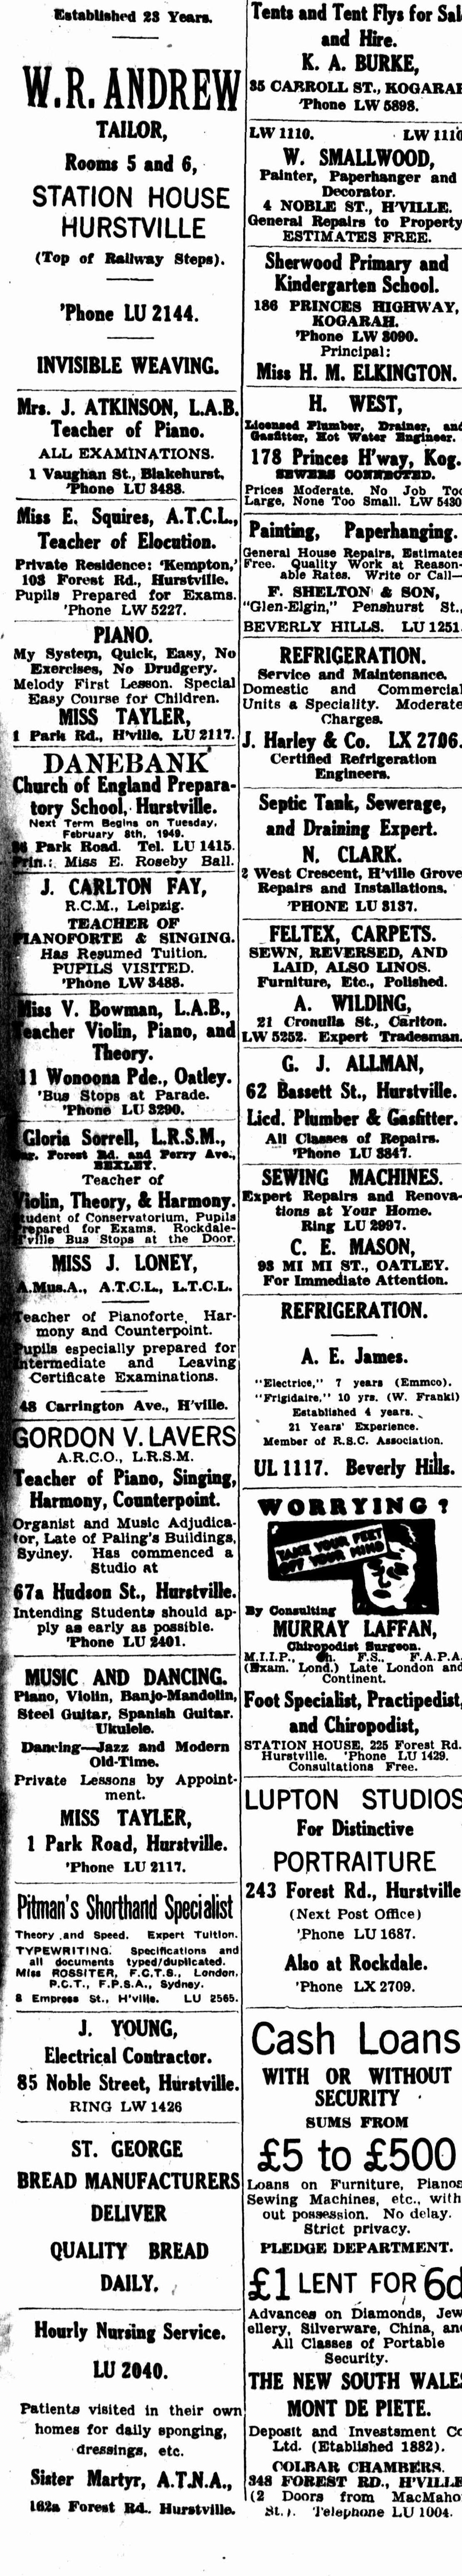 Established 23 Years.
W. R. ANDREW
TAILOR,
Rooms 5 and 6,
STATION HOUSE
HURSTVILLE
(Top of Railway Steps).
'Phone LU 2144.
INVISIBLE WEAVING.
Mrs. J. ATKINSON, L.A.B.
Teacher of Piano.
ALL EXAMINATIONS.
1 Vaughan St., Blakehurst.
'Phone LU 3488.
Miss E. Squires, A.T.C.L.,
Teacher of Elocution.
Private Residence: 'Kempton,'
103 Forest Rd., Hurstville.
Pupils Prepared for Exams.
'Phone LW 5227.
PIANO.
My System, Quick, Easy, No
Exercises, No Drudgery.
Melody First Lesson. Special
Easy Course for Children.
MISS TAYLER,
1 Park Rd., H'ville. LU 2117.
DANEBANK
Church of England Prepara-
tory School, Hurstville.
Next Term Begins on Tuesday,
February 8th, 1949.
Park Road. Tel. LU 1415.
Prin.: Miss E. Roseby Ball.
J. CARLTON FAY,
R.C.M., Leipzig.
TEACHER OF
PIANOFORTE & SINGING.
Has Resumed Tuition.
PUPILS VISITED.
'Phone LW 3488.
Miss V. Bowman, L.A.B.,
Teacher Violin, Piano, and
Theory.
11 Wonoona Pde., Oatley.
'Bus Stops at Parade.
'Phone LU 3290.
Gloria Sorrell, L.R.S.M.,
Cr. Forest Rd. and Perry Ave.,
BEXLEY.
Teacher of
Violin, Theory, & Harmony.
Student of Conservatorium, Pupils
Prepared for Exams. Rockdale-
H'ville Bus Stops at the Door.
MISS J. LONEY,
A.Mus.A., A.T.C.L., L.T.C.L.
Teacher of Pianoforte, Har-
mony and Counterpoint.
Pupils especially prepared for
Intermediate and Leaving
Certificate Examinations.
48 Carrington Ave., H'ville.
GORDON V. LAVERS
A.R.C.O., L.R.S.M.
Teacher of Piano, Singing,
Harmony, Counterpoint.
Organist and Music Adjudica-
tor, Late of Paling's Buildings,
Sydney. Has commenced a
Studio at
67a Hudson St., Hurstville.
Intending Students should ap-
ply as early as possible.
'Phone LU 2401.
MUSIC AND DANCING.
Piano, Violin, Banjo-Mandolin,
Steel Guitar, Spanish Guitar.
Ukulele.
Dancing—Jazz and Modern
Old-Time.
Private Lessons by Appoint-
ment.
MISS TAYLER,
1 Park Road, Hurstville.
'Phone LU 2117.
Pitman's Shorthand Specialist
Theory and Speed. Expert Tuition.
TYPEWRITING. Specifications and
all documents typed/duplicated.
Miss ROSSITER, F.C.T.S., London,
P.C.T., F.P.S.A., Sydney.
8 Empress St., H'ville. LU 2565.
J. YOUNG,
Electrical Contractor.
85 Noble Street, Hurstville.
RING LW 1426
ST. GEORGE
BREAD MANUFACTURERS
DELIVER
QUALITY BREAD
DAILY.
Hourly Nursing Service.
LU 2040.
Patients visited in their own
homes for daily sponging,
dressings, etc.
Sister Martyr, A.T.N.A.,
162a Forest Rd. Hurstville.
Tents and Tent Flys for Sal
and Hire.
K. A. BURKE,
35 CARROLL ST., KOGARAH
'Phone LW 5898.
LW 1110. LW 1110
W. SMALLWOOD,
Painter, Paperhanger and
Decorator.
4 NOBLE ST., H'VILLE.
General Repairs to Property
ESTIMATES FREE.
Sherwood Primary and
Kindergarten School.
186 PRINCES HIGHWAY,
KOGARAH.
'Phone LW 8090.
Principal:
Miss H. M. ELKINGTON.
H. WEST,
Licensed Plumber, Drainer, and
Gasfitter, Hot Water Engineer.
178 Princes H'way, Kog.
SEWERS CONNECTED.
Prices Moderate. No Job Too
Large, None Too Small. LW 5430
Painting, Paperhanging.
General House Repairs, Estimates
Free. Quality Work at Reason-
able Rates. Write or Call—
F. SHELTON & SON,
"Glen-Elgin," Penshurst St.,
BEVERLY HILLS. LU 1251.
REFRIGERATION.
Service and Maintenance.
Domestic and Commercial
Units a Speciality. Moderate
Charges.
J. Harley & Co. LX 2706.
Certified Refrigeration
Engineers.
Septic Tank, Sewerage,
and Draining Expert.
N. CLARK.
2 West Crescent, H'ville Grove
Repairs and Installations.
'PHONE LU 3137.
FELTEX, CARPETS.
SEWN, REVERSED, AND
LAID, ALSO LINOS.
Furniture, Etc., Polished.
A. WILDING,
21 Cronulla St., Carlton.
LW 5252. Expert Tradesman.
G. J. ALLMAN,
62 Bassett St., Hurstville.
Licd. Plumber & Gasfitter.
All Classes of Repairs.
'Phone LU 3847.
SEWING MACHINES.
Expert Repairs and Renova-
tions at Your Home.
Ring LU 2997.
C. E. MASON,
93 MI MI ST., OATLEY.
For Immediate Attention.
REFRIGERATION.
A. E. James.
"Electrice," 7 years (Emmco).
"Frigidaire," 10 yrs. (W. Frankl)
Established 4 years.
21 Years' Experience.
Member of R.S.C. Association.
UL 1117. Beverly Hills.
WORRYING ?
TAKE YOUR FEET
OFF YOUR MIND
By Consulting
MURRAY LAFFAN,
Chiropodist Surgeon.
M.I.I.P., Ch. F.S., F.A.P.A.
(Exam. Lond.) Late London and
Continent.
Foot Specialist, Practipedist,
and Chiropodist,
STATION HOUSE, 225 Forest Rd.
Hurstville. 'Phone LU 1429.
Consultations Free.
LUPTON STUDIOS
For Distinctive
PORTRAITURE
243 Forest Rd., Hurstville
(Next Post Office)
'Phone LU 1687.
Also at Rockdale.
'Phone LX 2709.
Cash Loans
WITH OR WITHOUT
SECURITY
SUMS FROM
£5 to £500
Loans on Furniture, Pianos
Sewing Machines, etc., with
out possession. No delay.
Strict privacy.
PLEDGE DEPARTMENT.
£1 LENT FOR 6d
Advances on Diamonds, Jew
ellery, Silverware, China, and
All Classes of Portable
Security.
THE NEW SOUTH WALES
MONT DE PIETE.
Deposit and Investment Co
Ltd. (Etablished 1882).
COLBAR CHAMBERS.
348 FOREST RD., H'VILLE
(2 Doors from MacMaho
St.). Telephone LU 1004.